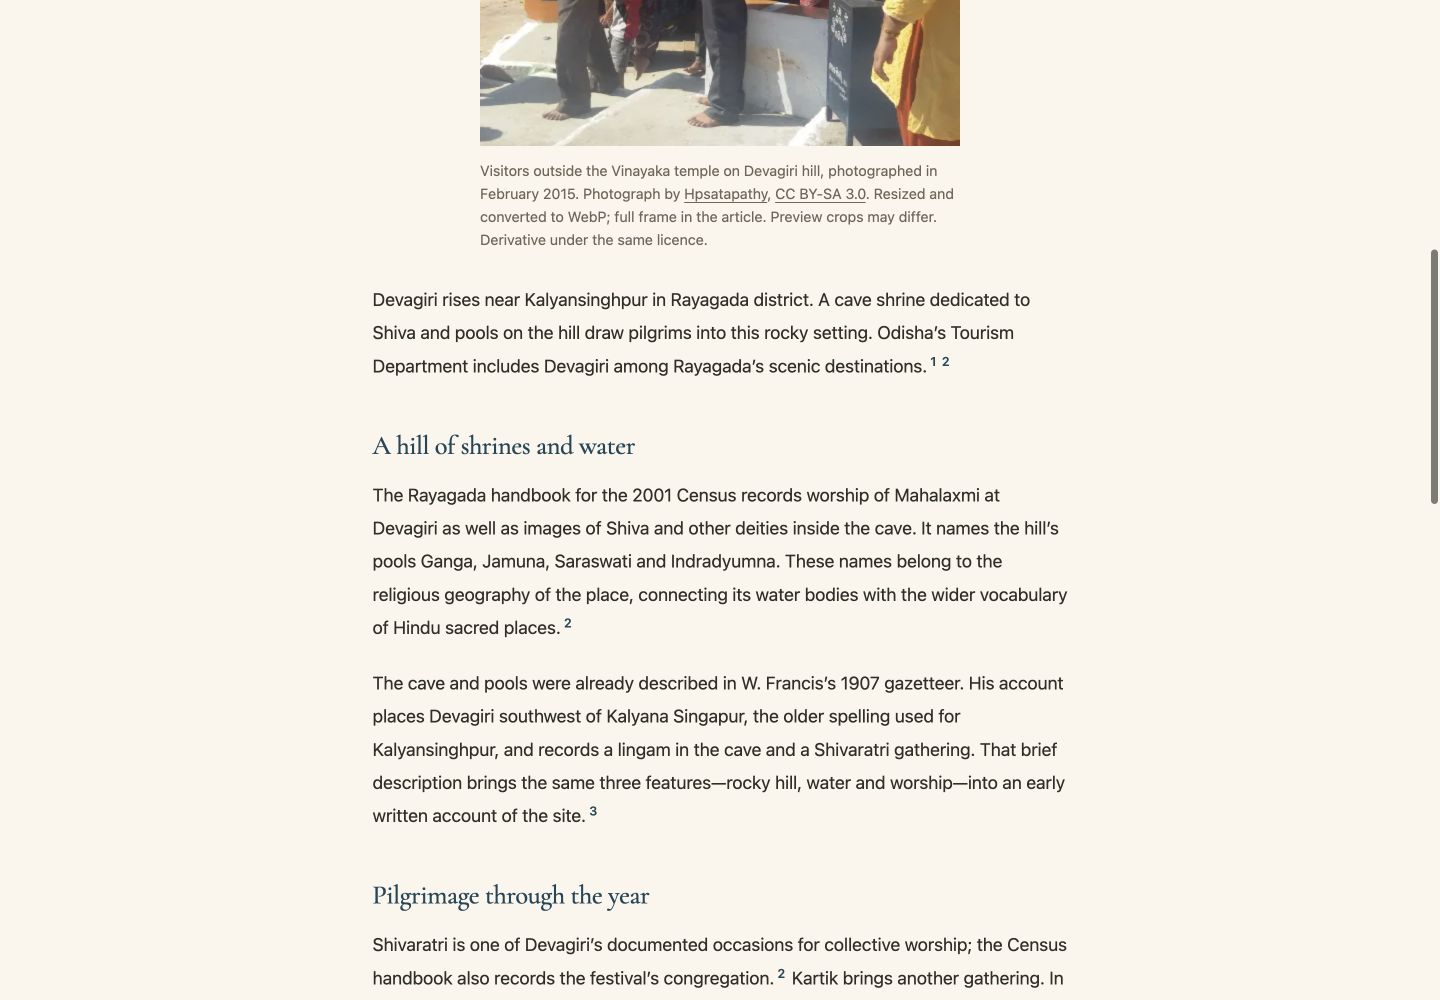 Visitors outside the Vinayaka temple on Devagiri hill, photographed in
February 2015. Photograph by Hpsatapathy, CC BY-SA 3.0. Resized and
converted to WebP; full frame in the article. Preview crops may differ.
Derivative under the same licence.
Devagiri rises near Kalyansinghpur in Rayagada district. A cave shrine dedicated to
Shiva and pools on the hill draw pilgrims into this rocky setting. Odisha’s Tourism
Department includes Devagiri among Rayagada’s scenic destinations. 1 2
A hill of shrines and water
The Rayagada handbook for the 2001 Census records worship of Mahalaxmi at
Devagiri as well as images of Shiva and other deities inside the cave. It names the hill’s
pools Ganga, Jamuna, Saraswati and Indradyumna. These names belong to the
religious geography of the place, connecting its water bodies with the wider vocabulary
of Hindu sacred places. 2
The cave and pools were already described in W. Francis’s 1907 gazetteer. His account
places Devagiri southwest of Kalyana Singapur, the older spelling used for
Kalyansinghpur, and records a lingam in the cave and a Shivaratri gathering. That brief
description brings the same three features—rocky hill, water and worship—into an early
written account of the site. 3
Pilgrimage through the year
Shivaratri is one of Devagiri’s documented occasions for collective worship; the Census
handbook also records the festival’s congregation. 2 Kartik brings another gathering. In